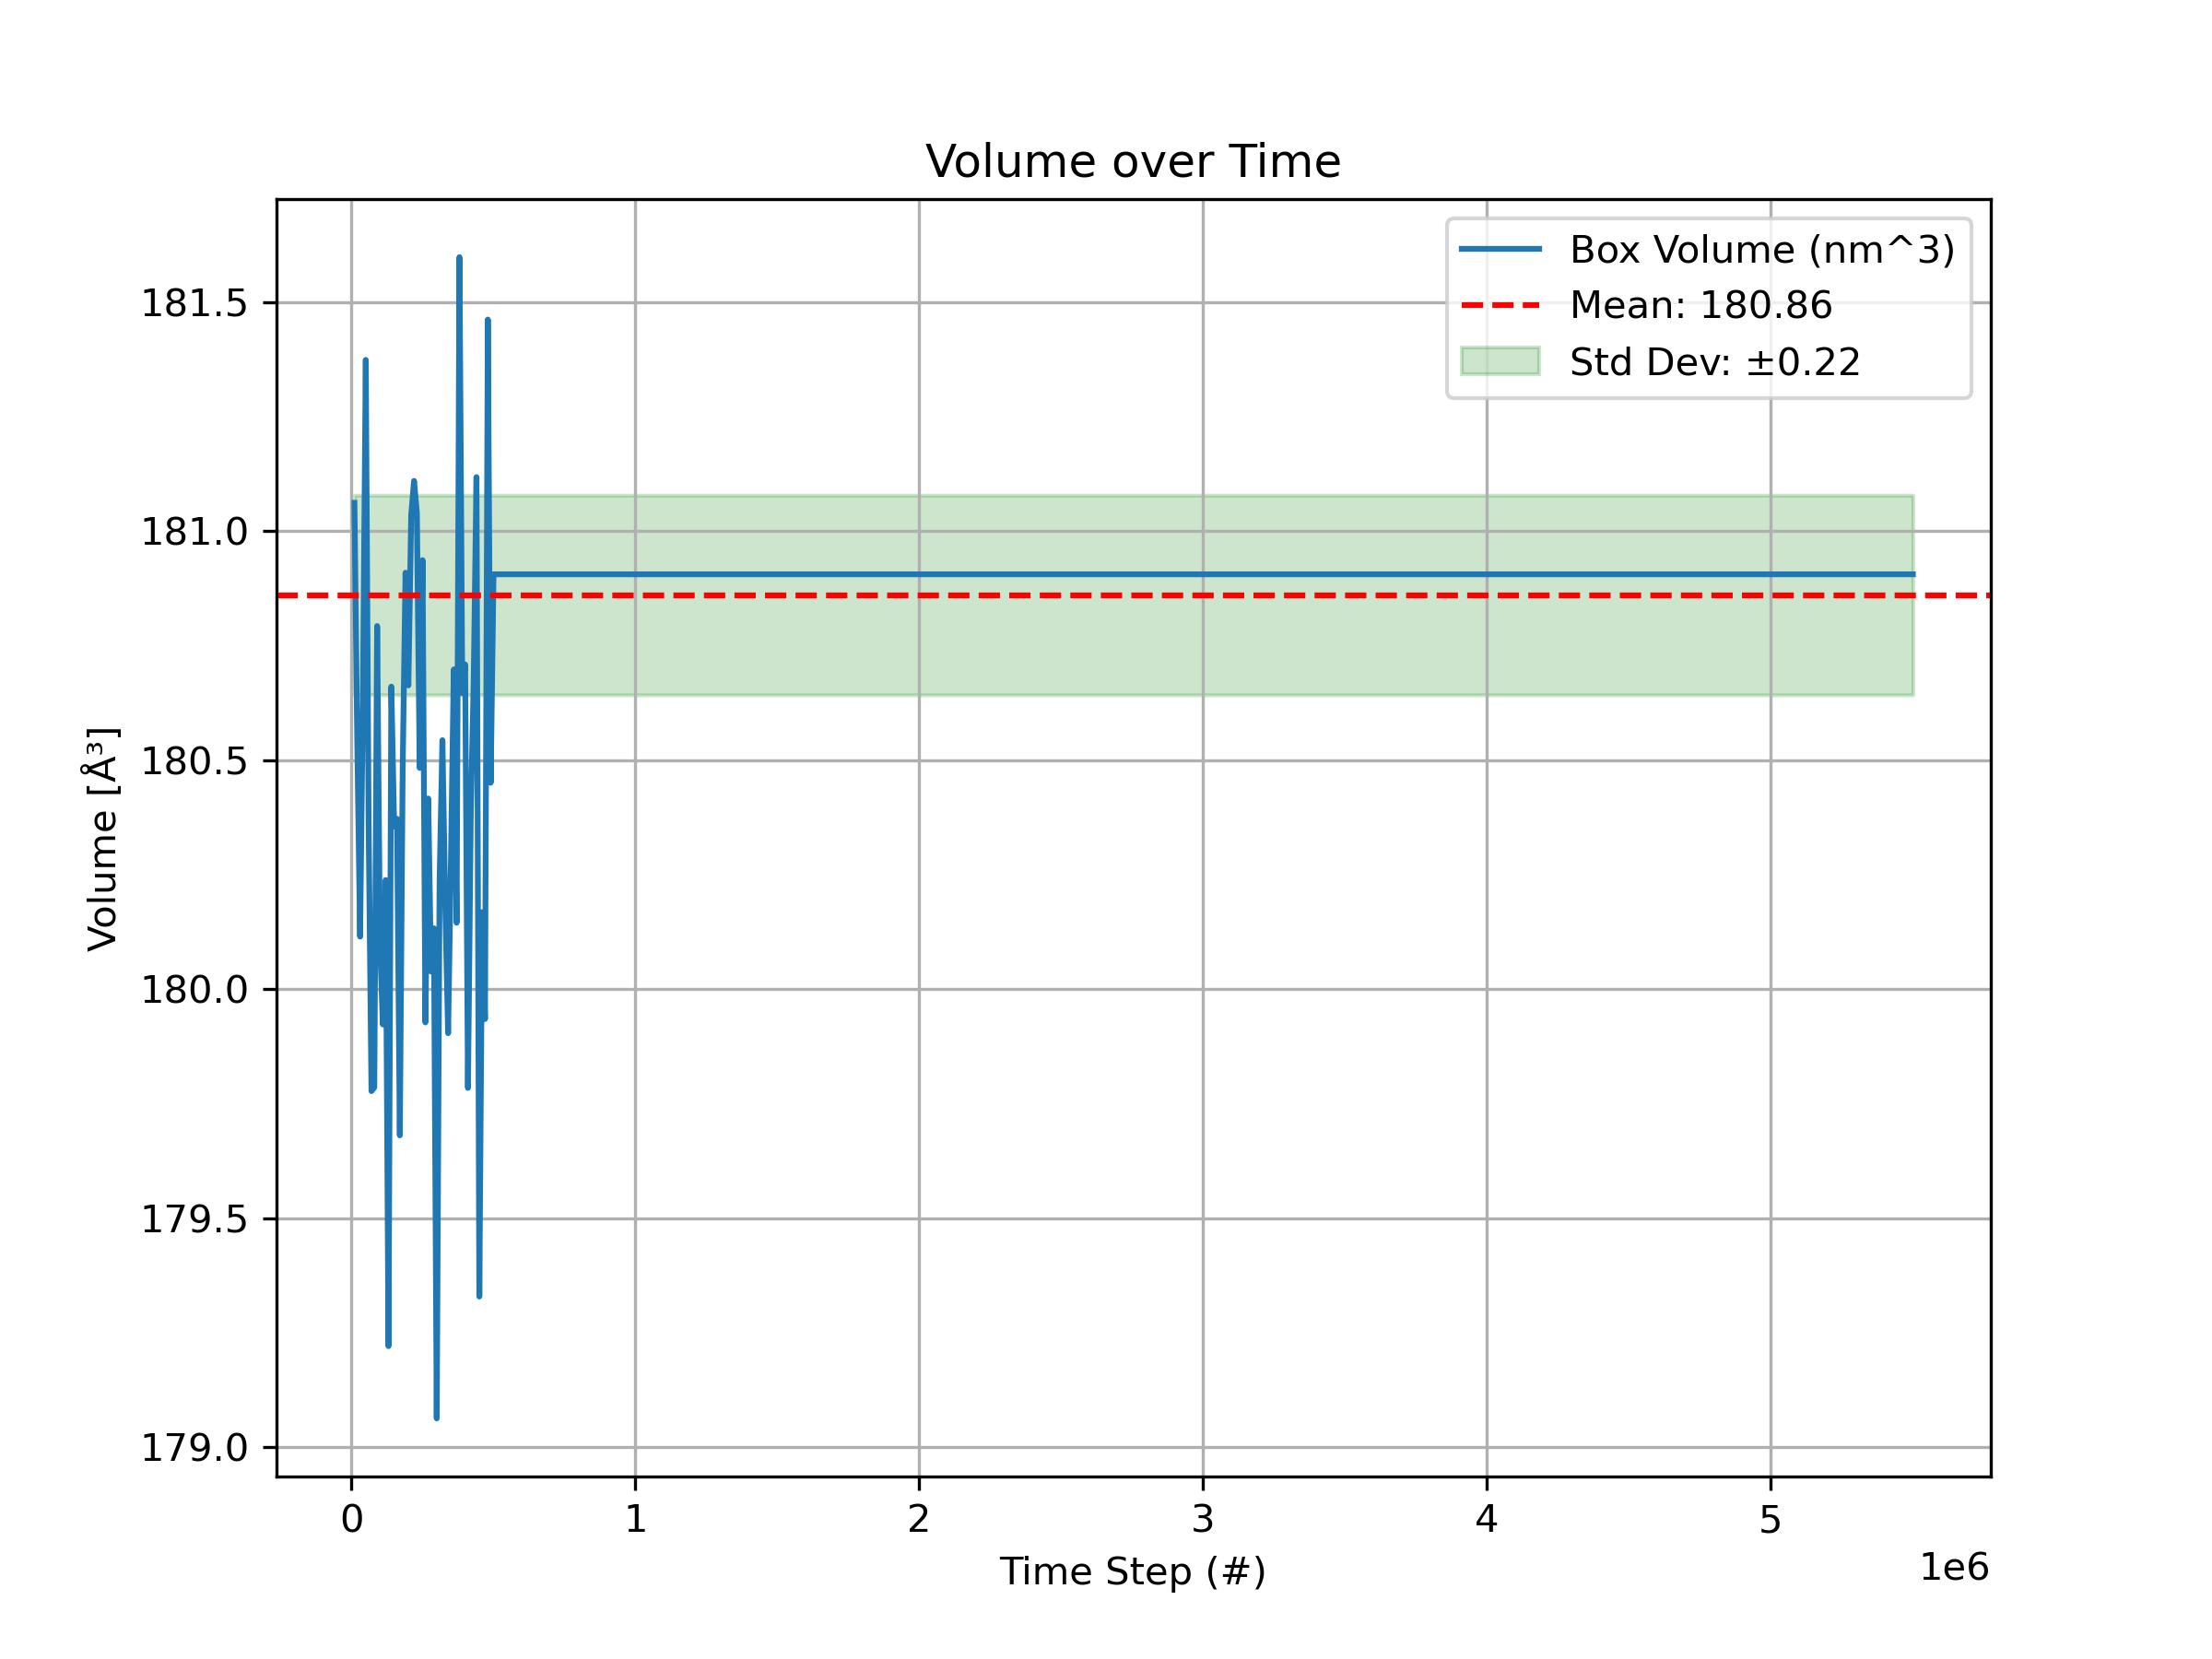 Volume over Time
Box Volume (nm^3)
Mean: 180.86
Std Dev: ±0.22
181.5
181.0
180.5
180.0
179.5
179.0
Volume [Å³]
0 1 2 3 4 5
1e6
Time Step (#)